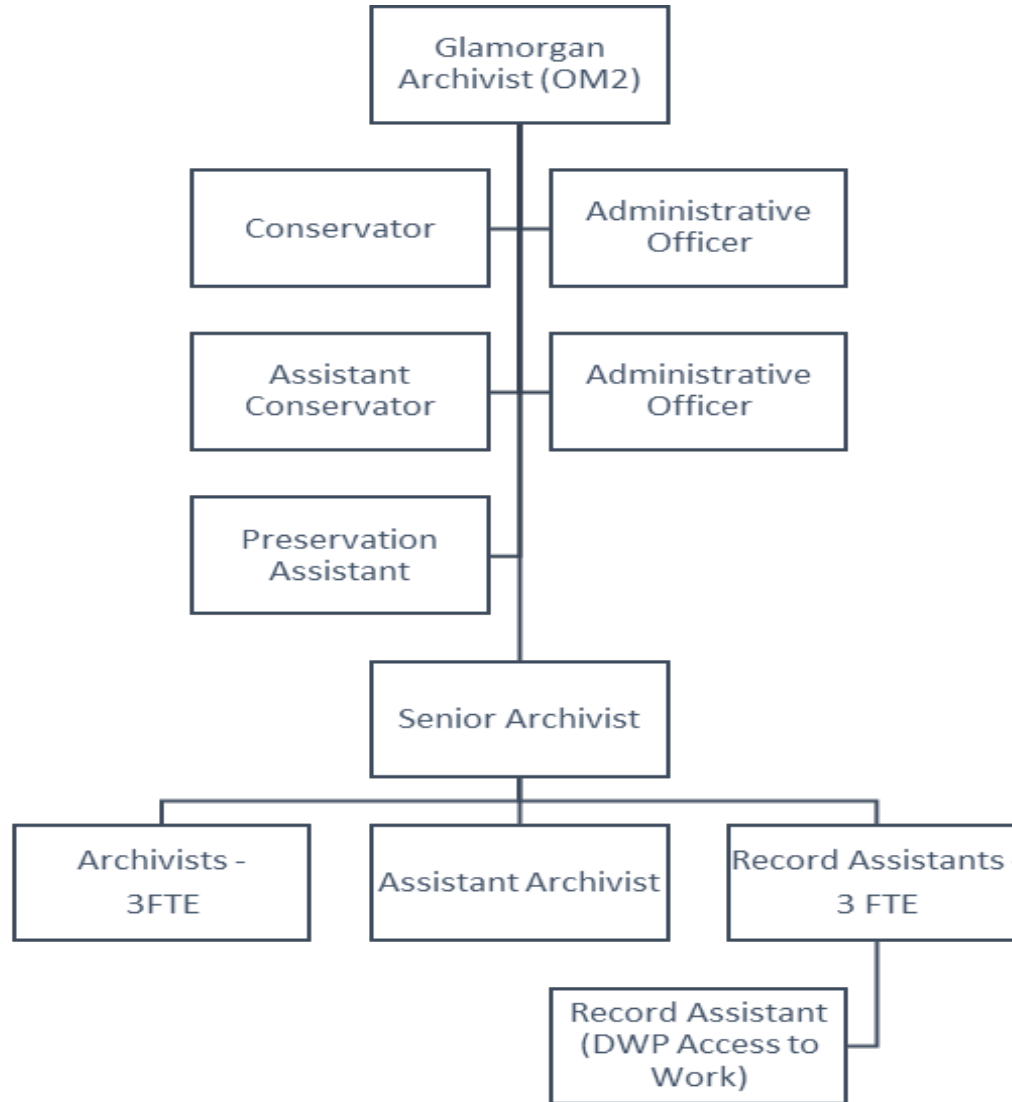 Glamorgan
Archivist (OM2)
Conservator
Administrative
Officer
Assistant
Conservator
Administrative
Officer
Preservation
Assistant
Senior Archivist
Archivists -
3FTE
Assistant Archivist
Record Assistants -
3 FTE
Record Assistant
(DWP Access to
Work)